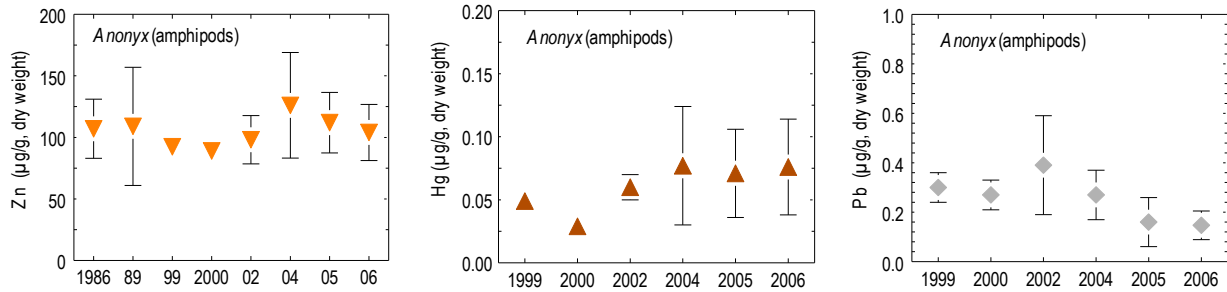 Zn (µg/g, dry weight)
200
150
100
50
0
Anonyx (amphipods)
1986 89 99 2000 02 04 05 06
Hg (µg/g, dry weight)
0.20
0.15
0.10
0.05
0.00
Anonyx (amphipods)
1999 2000 2002 2004 2005 2006
Pb (µg/g, dry weight)
1.0
0.8
0.6
0.4
0.2
0.0
Anonyx (amphipods)
1999 2000 2002 2004 2005 2006